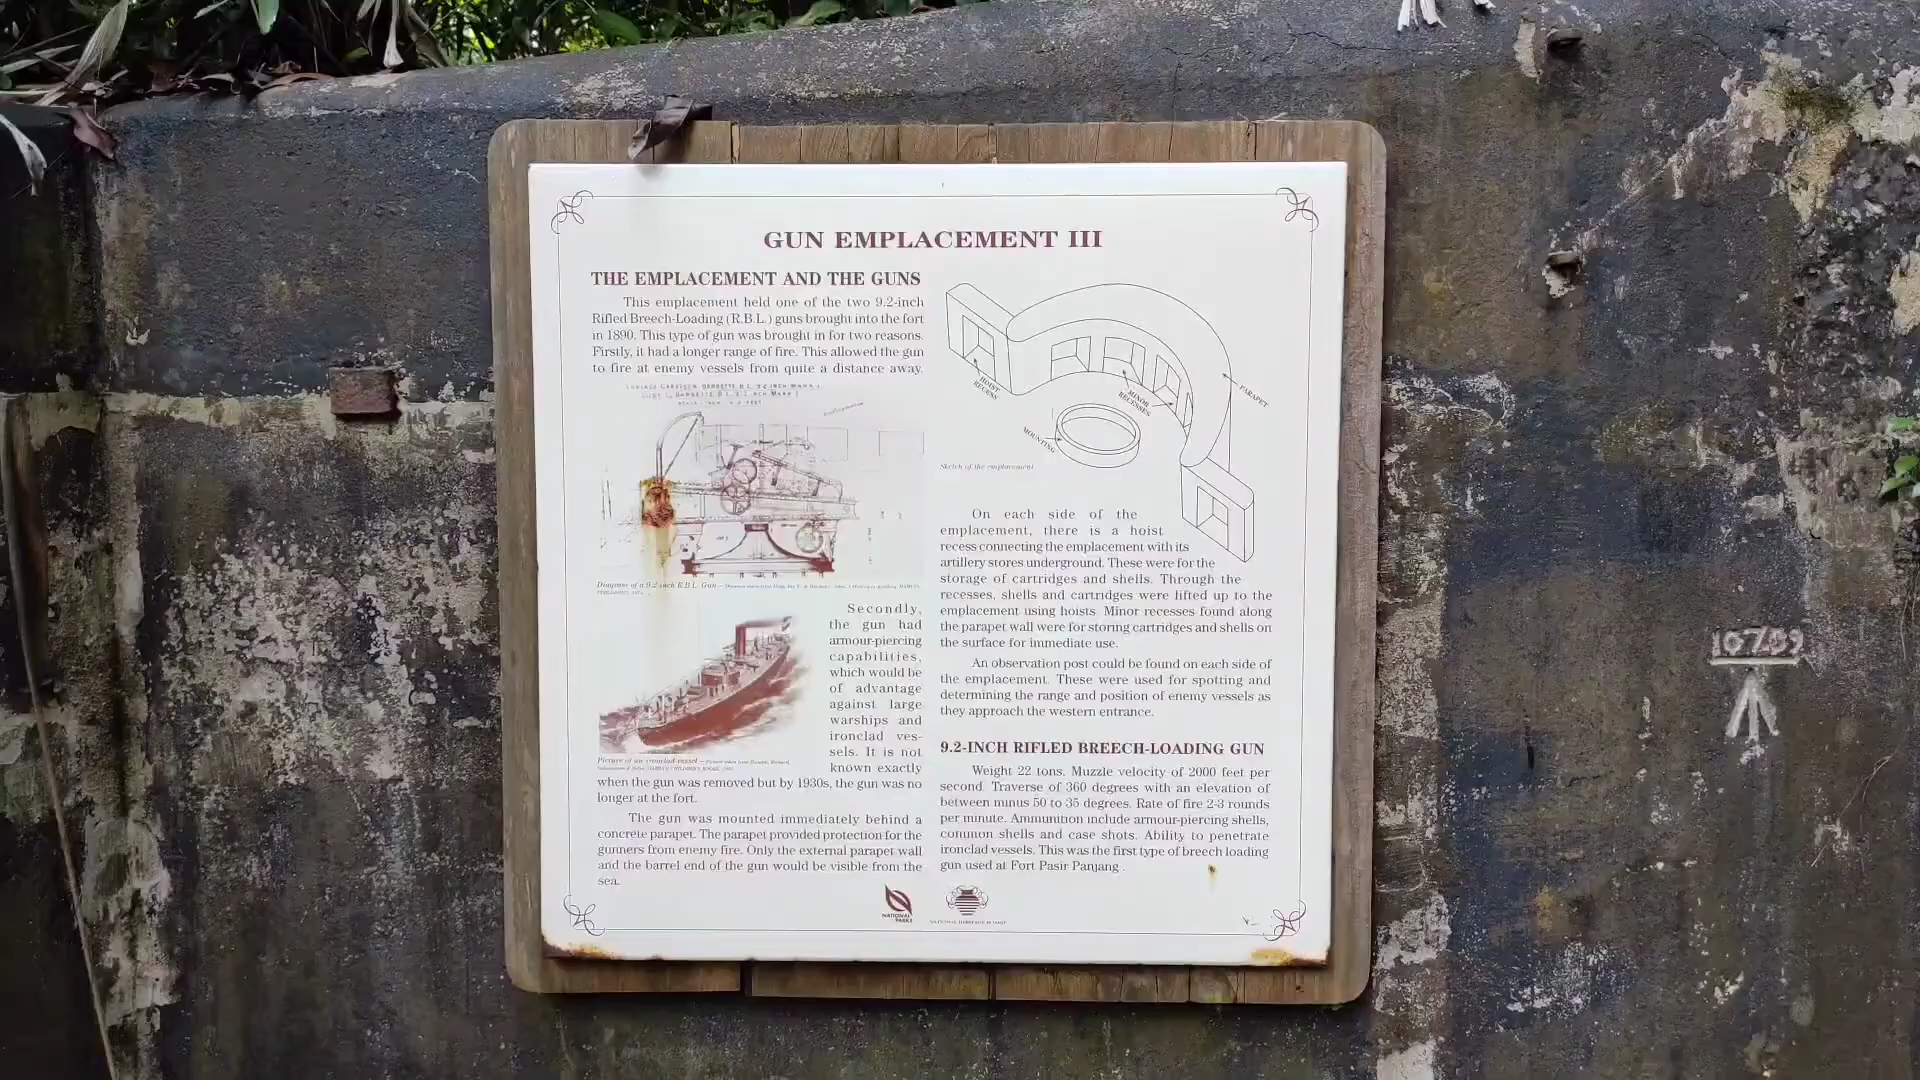 GUN EMPLACEMENT III
THE EMPLACEMENT AND THE GUNS
This emplacement held one of the two 9.2-inch
Rifled Breech-Loading (R.B.L.) guns brought into the fort
in 1890. This type of gun was brought in for two reasons.
Firstly, it had a longer range of fire. This allowed the gun
to fire at enemy vessels from quite a distance away.
Diagram of a 9.2-inch R.B.L. Gun
Secondly,
the gun had
armour-piercing
capabilities,
which would be
of advantage
against large
warships and
ironclad ves-
sels. It is not
known exactly
Picture of an ironclad vessel
when the gun was removed but by 1930s, the gun was no
longer at the fort.
The gun was mounted immediately behind a
concrete parapet. The parapet provided protection for the
gunners from enemy fire. Only the external parapet wall
and the barrel end of the gun would be visible from the
sea.
HOIST
RECESS
MINOR
RECESSES
PARAPET
MOUNTING
Sketch of the emplacement
On each side of the
emplacement, there is a hoist
recess connecting the emplacement with its
artillery stores underground. These were for the
storage of cartridges and shells. Through the
recesses, shells and cartridges were lifted up to the
emplacement using hoists. Minor recesses found along
the parapet wall were for storing cartridges and shells on
the surface for immediate use.
An observation post could be found on each side of
the emplacement. These were used for spotting and
determining the range and position of enemy vessels as
they approach the western entrance.
9.2-INCH RIFLED BREECH-LOADING GUN
Weight 22 tons. Muzzle velocity of 2000 feet per
second. Traverse of 360 degrees with an elevation of
between minus 50 to 35 degrees. Rate of fire 2-3 rounds
per minute. Ammunition include armour-piercing shells,
common shells and case shots. Ability to penetrate
ironclad vessels. This was the first type of breech loading
gun used at Fort Pasir Panjang.
NATIONAL
PARKS
NATIONAL HERITAGE BOARD